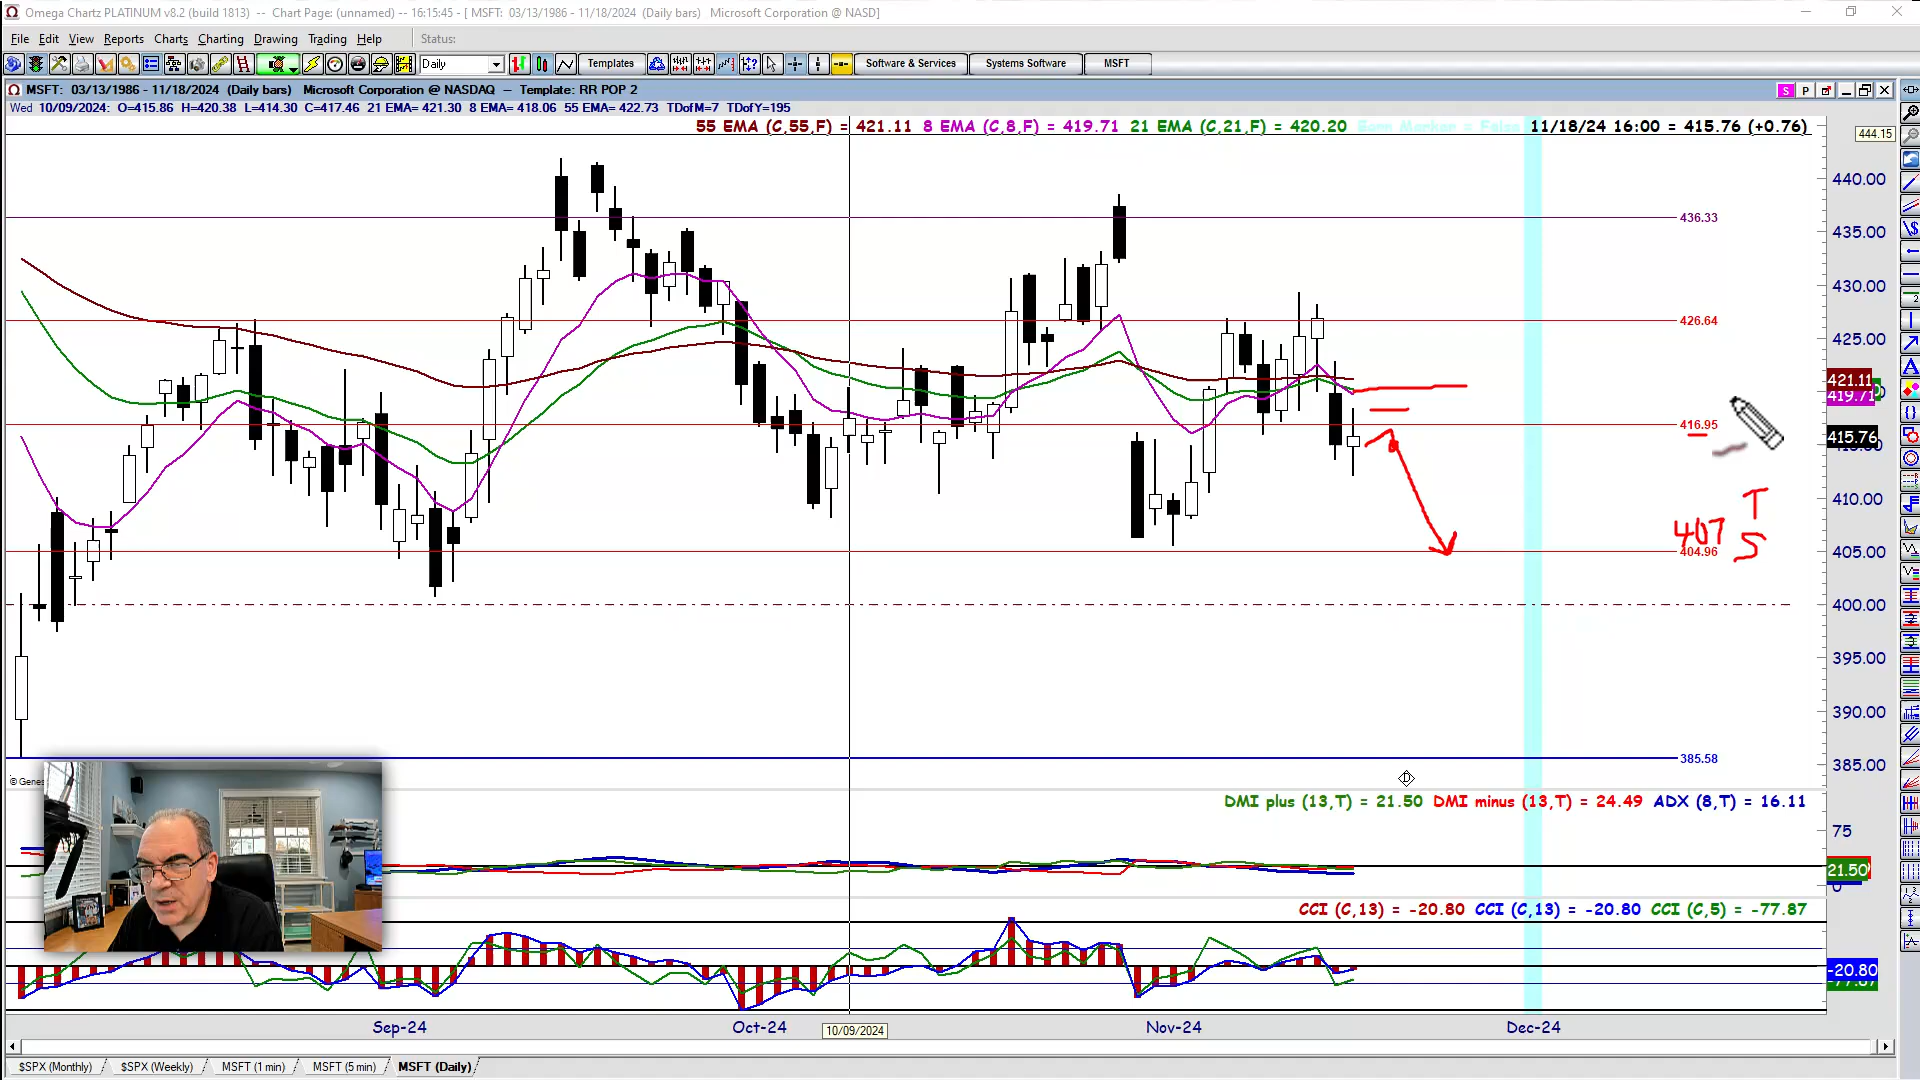 Omega Chartz PLATINUM v8.2 (build 1813) -- Chart Page: (unnamed) -- 16:15:45 - [ MSFT: 03/13/1986 - 11/18/2024 (Daily bars) Microsoft Corporation @ NASD]
File Edit View Reports Charts Charting Drawing Trading Help Status:
Daily Templates Software & Services Systems Software MSFT
MSFT: 03/13/1986 - 11/18/2024 (Daily bars) Microsoft Corporation @ NASDAQ – Template: RR POP 2
S P
Wed 10/09/2024: O=415.86 H=420.38 L=414.30 C=417.46 21 EMA= 421.30 8 EMA= 418.06 55 EMA= 422.73 TDofM=7 TDofY=195
55 EMA (C,55,F) = 421.11 8 EMA (C,8,F) = 419.71 21 EMA (C,21,F) = 420.20 11/18/24 16:00 = 415.76 (+0.76)
444.15
440.00
436.33
435.00
430.00
426.64
425.00
421.11
419.71
416.95
415.76
410.00
T
407 S
404.96
405.00
400.00
395.00
390.00
385.58
385.00
© Gene
D
DMI plus (13,T) = 21.50 DMI minus (13,T) = 24.49 ADX (8,T) = 16.11
75
21.50
CCI (C,13) = -20.80 CCI (C,13) = -20.80 CCI (C,5) = -77.87
-20.80
-77.87
Sep-24 Oct-24 10/09/2024 Nov-24 Dec-24
$SPX (Monthly) $SPX (Weekly) MSFT (1 min) MSFT (5 min) MSFT (Daily)